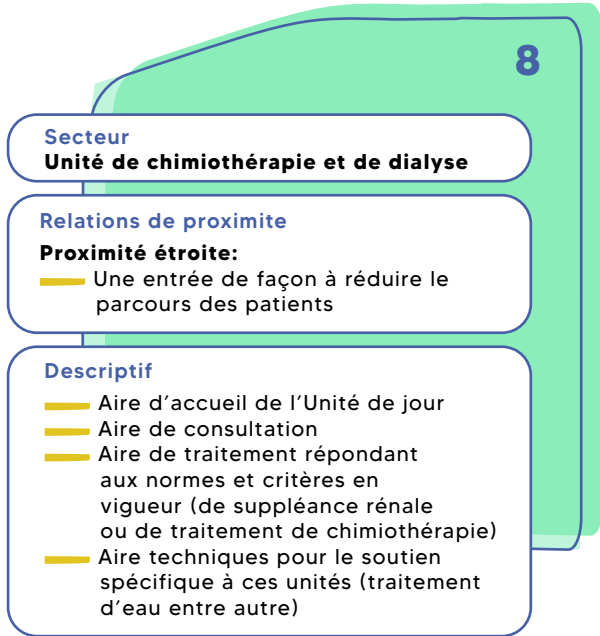 8
Secteur
Unité de chimiothérapie et de dialyse
Relations de proximite
Proximité étroite:
Une entrée de façon à réduire le
parcours des patients
Descriptif
Aire d'accueil de l'Unité de jour
Aire de consultation
Aire de traitement répondant
aux normes et critères en
vigueur (de suppléance rénale
ou de traitement de chimiothérapie)
Aire techniques pour le soutien
spécifique à ces unités (traitement
d'eau entre autre)